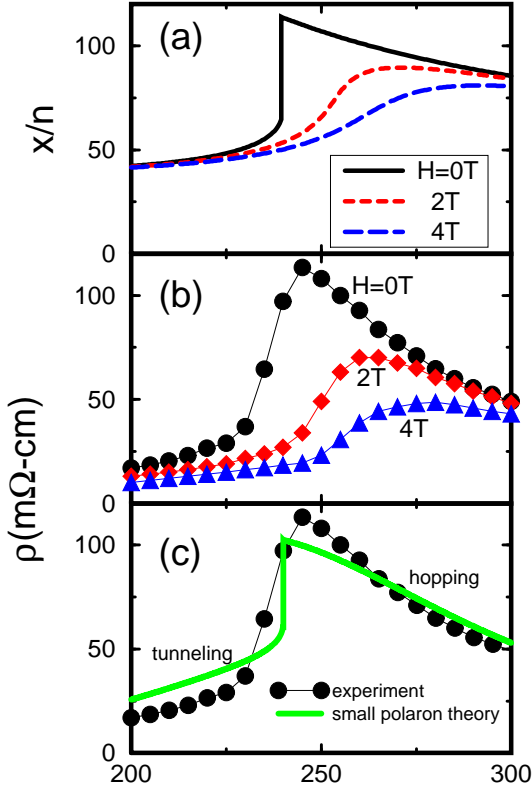 (a)
x/n
100
50
0
H=0T
2T
4T
(b)
ρ(mΩ-cm)
100
50
0
H=0T
2T
4T
(c)
100
50
0
hopping
tunneling
experiment
small polaron theory
200
250
300